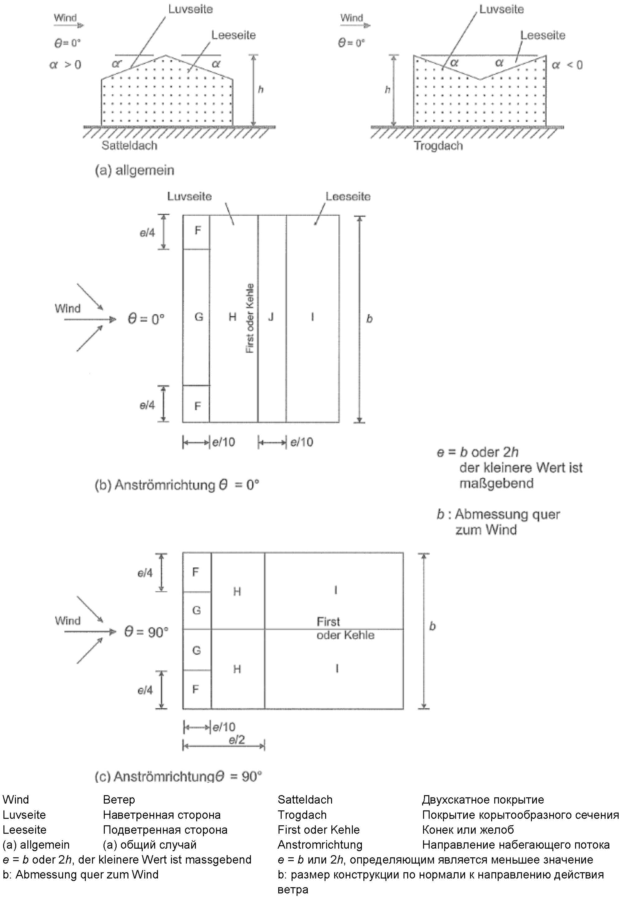 Luvseite
Luvseite
Wind
Leeseite
Wind
Leeseite
θ = 0°
θ = 0°
α > 0
α
α
h
h
α
α
α < 0
Satteldach
Trogdach
(a) allgemein
Luvseite
Leeseite
e/4
F
Wind
θ = 0°
G
H
First oder Kehle
J
I
b
e/4
F
e/10
e/10
e = b oder 2h
der kleinere Wert ist
maßgebend
(b) Anströmrichtung θ = 0°
b : Abmessung quer
zum Wind
e/4
F
H
I
G
Wind
θ = 90°
First
oder Kehle
b
G
H
I
e/4
F
e/10
e/2
(c) Anströmrichtung θ = 90°
Wind Ветер Satteldach Двухскатное покрытие
Luvseite Наветренная сторона Trogdach Покрытие корытообразного сечения
Leeseite Подветренная сторона First oder Kehle Конек или желоб
(a) allgemein (a) общий случай Anstromrichtung Направление набегающего потока
e = b oder 2h, der kleinere Wert ist massgebend e = b или 2h, определяющим является меньшее значение
b: Abmessung quer zum Wind b: размер конструкции по нормали к направлению действия
ветра